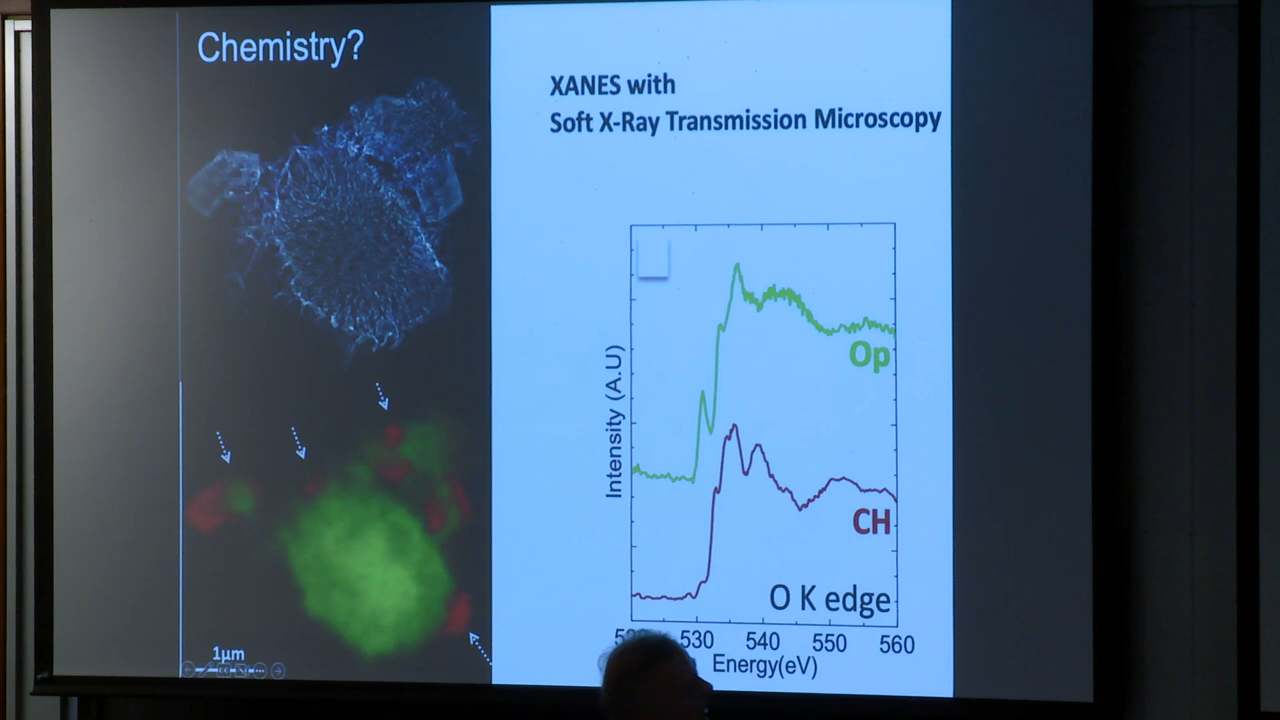 Chemistry?
1µm
XANES with
Soft X-Ray Transmission Microscopy
Intensity (A.U)
Op
CH
O K edge
530 540 550 560
Energy(eV)